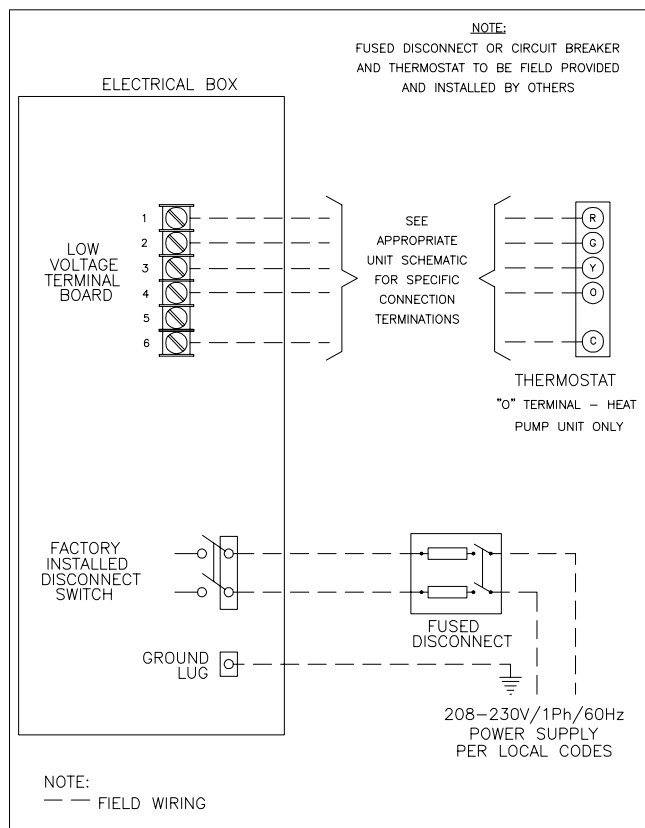 NOTE:
FUSED DISCONNECT OR CIRCUIT BREAKER
AND THERMOSTAT TO BE FIELD PROVIDED
AND INSTALLED BY OTHERS
ELECTRICAL BOX
LOW
VOLTAGE
TERMINAL
BOARD
1
2
3
4
5
6
SEE
APPROPRIATE
UNIT SCHEMATIC
FOR SPECIFIC
CONNECTION
TERMINATIONS
R
G
Y
O
C
THERMOSTAT
"O" TERMINAL – HEAT
PUMP UNIT ONLY
FACTORY
INSTALLED
DISCONNECT
SWITCH
FUSED
DISCONNECT
GROUND
LUG
208–230V/1Ph/60Hz
POWER SUPPLY
PER LOCAL CODES
NOTE:
FIELD WIRING